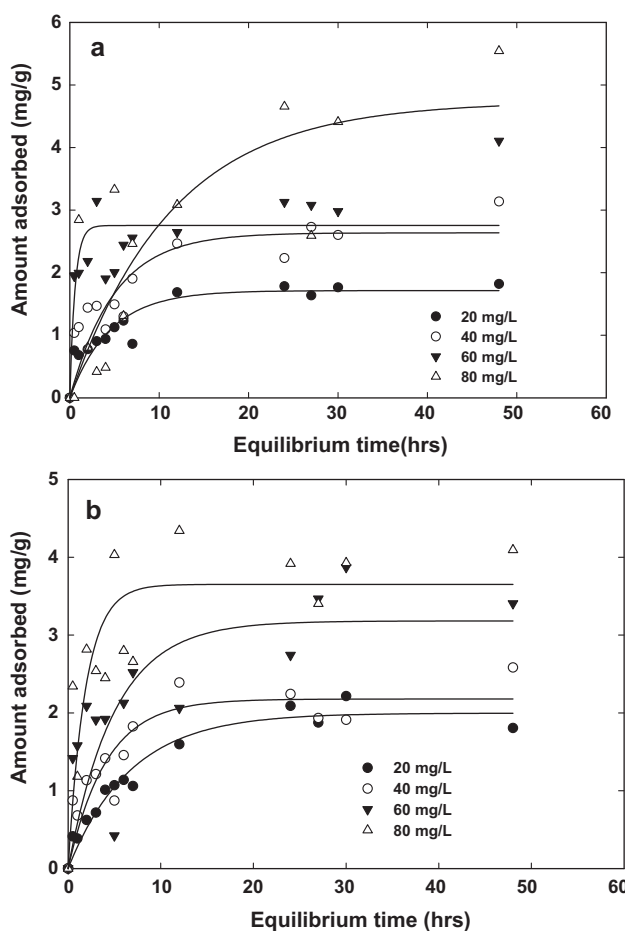 a
Amount adsorbed (mg/g)
6
5
4
3
2
1
0
20 mg/L
40 mg/L
60 mg/L
80 mg/L
0 10 20 30 40 50 60
Equilibrium time(hrs)
b
Amount adsorbed (mg/g)
5
4
3
2
1
0
20 mg/L
40 mg/L
60 mg/L
80 mg/L
0 10 20 30 40 50 60
Equilibrium time (hrs)